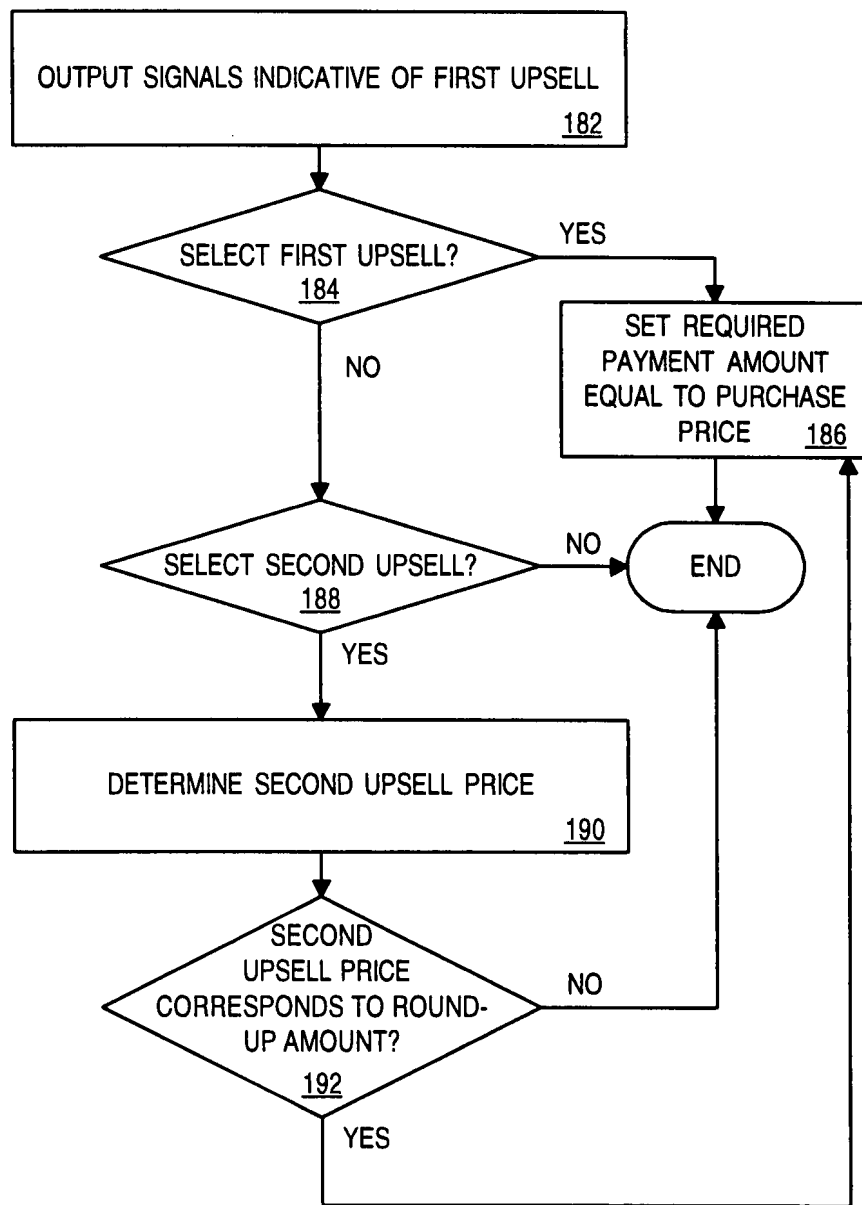 OUTPUT SIGNALS INDICATIVE OF FIRST UPSELL
182
SELECT FIRST UPSELL?
184
YES
NO
SET REQUIRED
PAYMENT AMOUNT
EQUAL TO PURCHASE
PRICE 186
SELECT SECOND UPSELL?
188
NO
END
YES
DETERMINE SECOND UPSELL PRICE
190
SECOND
UPSELL PRICE
CORRESPONDS TO ROUND-
UP AMOUNT?
192
NO
YES